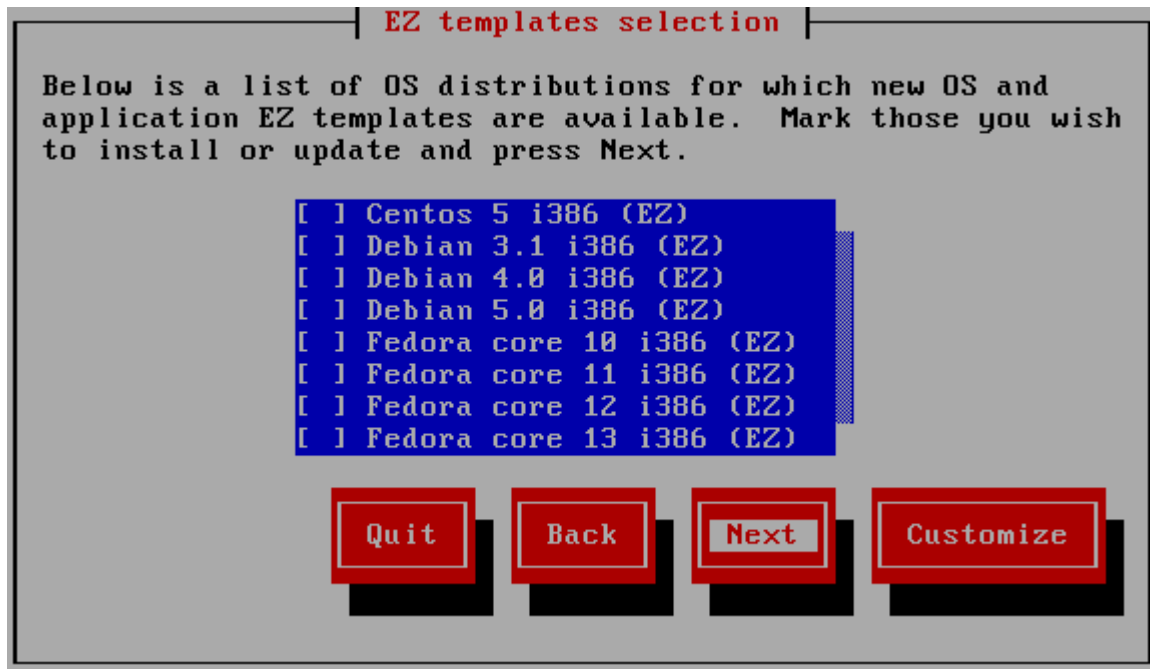 EZ templates selection
Below is a list of OS distributions for which new OS and
application EZ templates are available.  Mark those you wish
to install or update and press Next.
[ ] Centos 5 i386 (EZ)
[ ] Debian 3.1 i386 (EZ)
[ ] Debian 4.0 i386 (EZ)
[ ] Debian 5.0 i386 (EZ)
[ ] Fedora core 10 i386 (EZ)
[ ] Fedora core 11 i386 (EZ)
[ ] Fedora core 12 i386 (EZ)
[ ] Fedora core 13 i386 (EZ)
Quit Back Next Customize